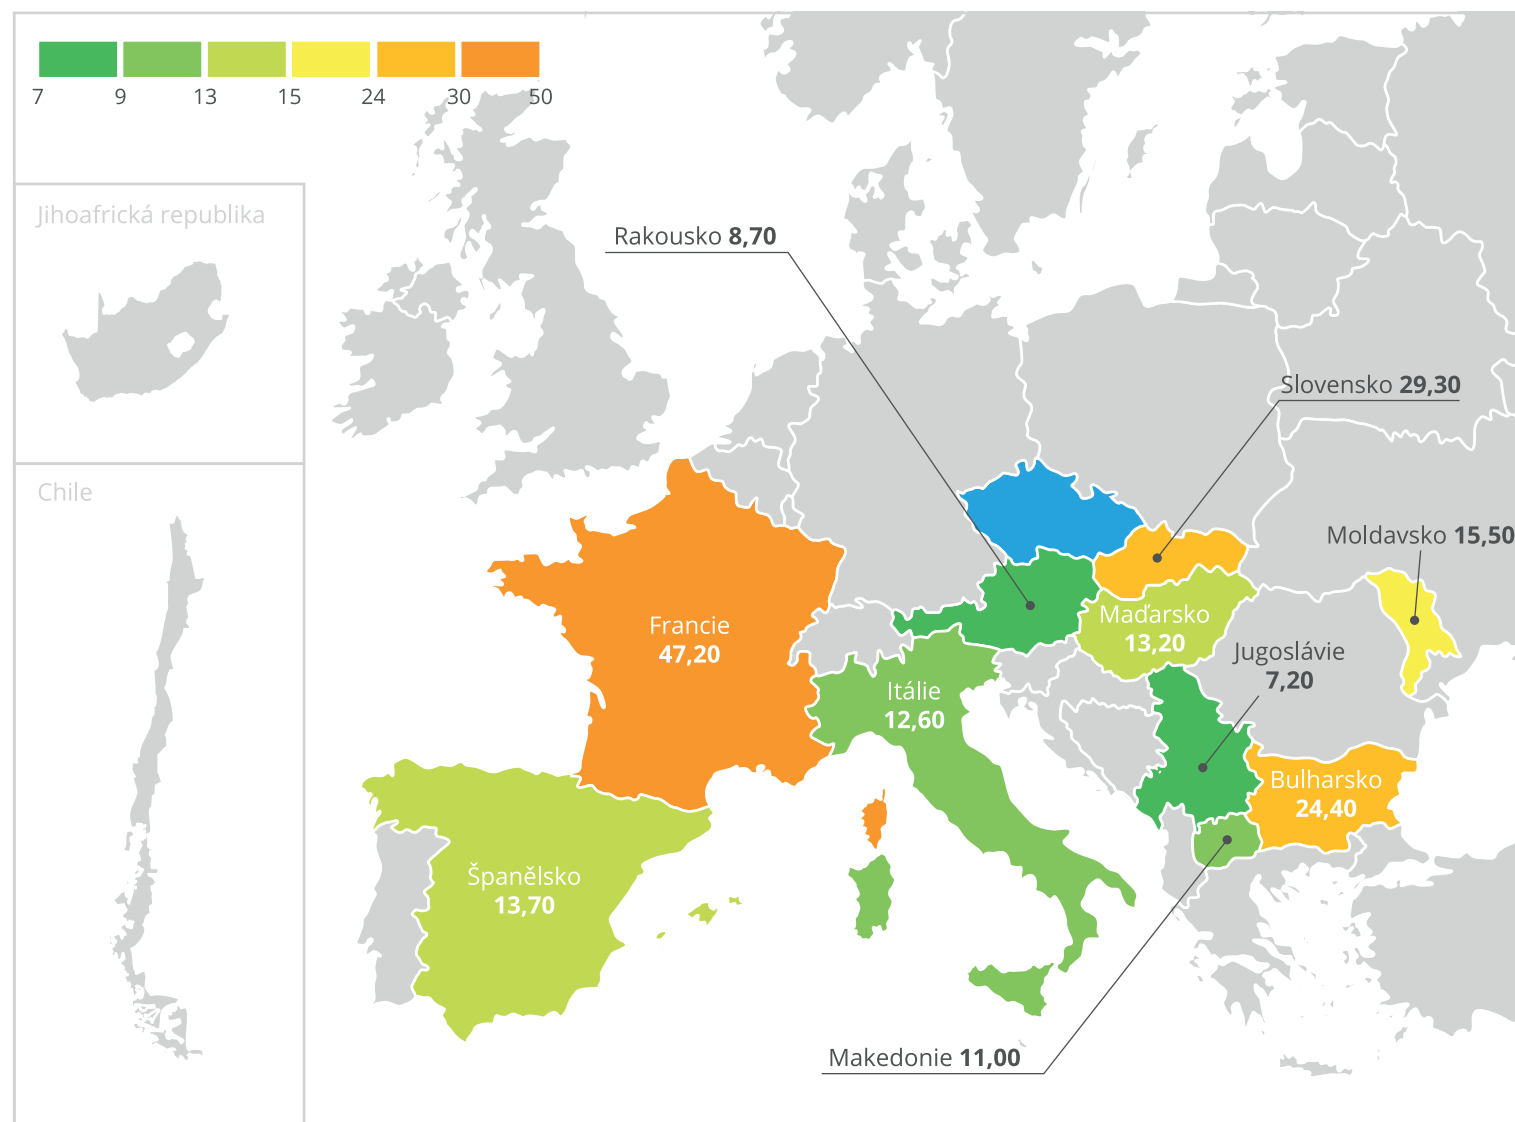 7 9 13 15 24 30 50
Jihoafrická republika
Rakousko 8,70
Slovensko 29,30
Chile
Moldavsko 15,50
Francie
47,20
Maďarsko
13,20
Jugoslávie
7,20
Itálie
12,60
Bulharsko
24,40
Španělsko
13,70
Makedonie 11,00